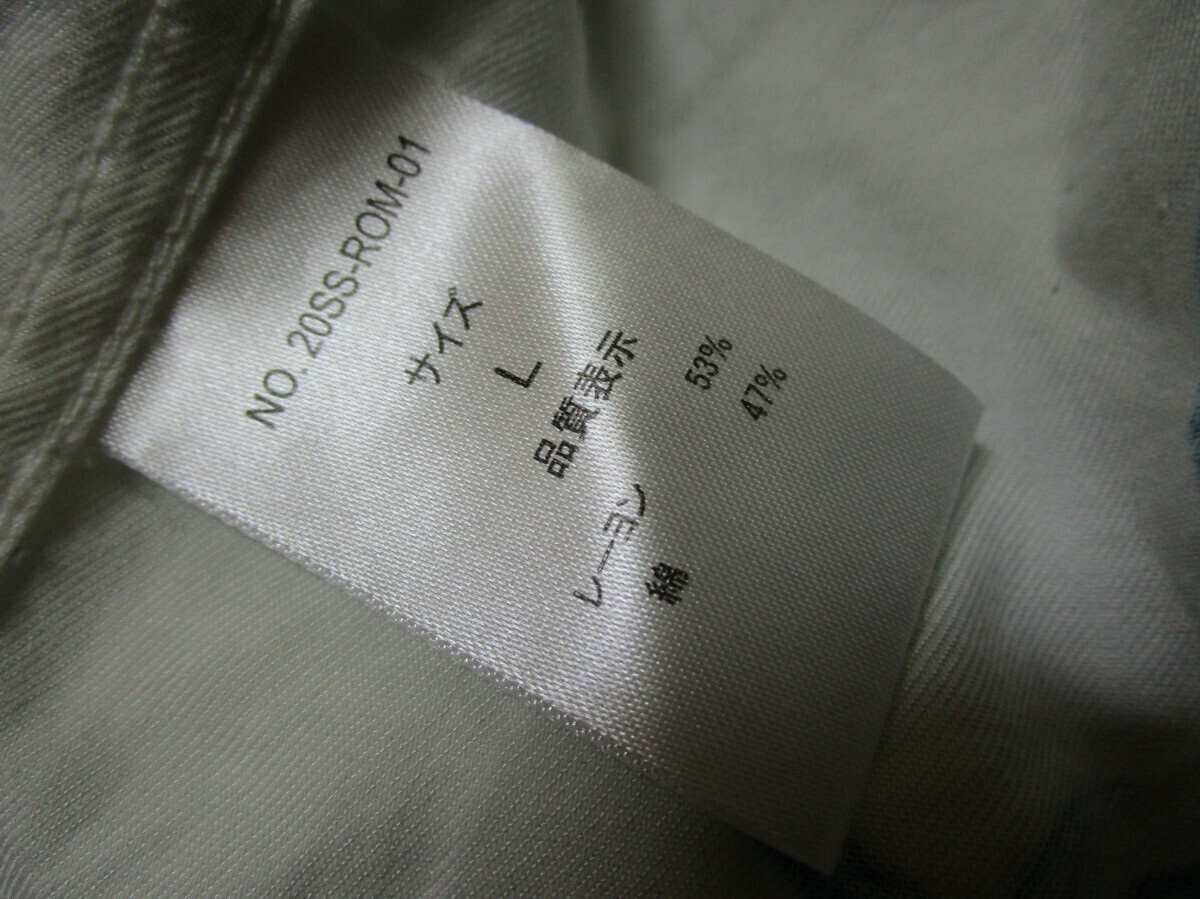 NO. 20SS-ROM-01
サイズ
L
品質表示
レーヨン 53%
綿 47%